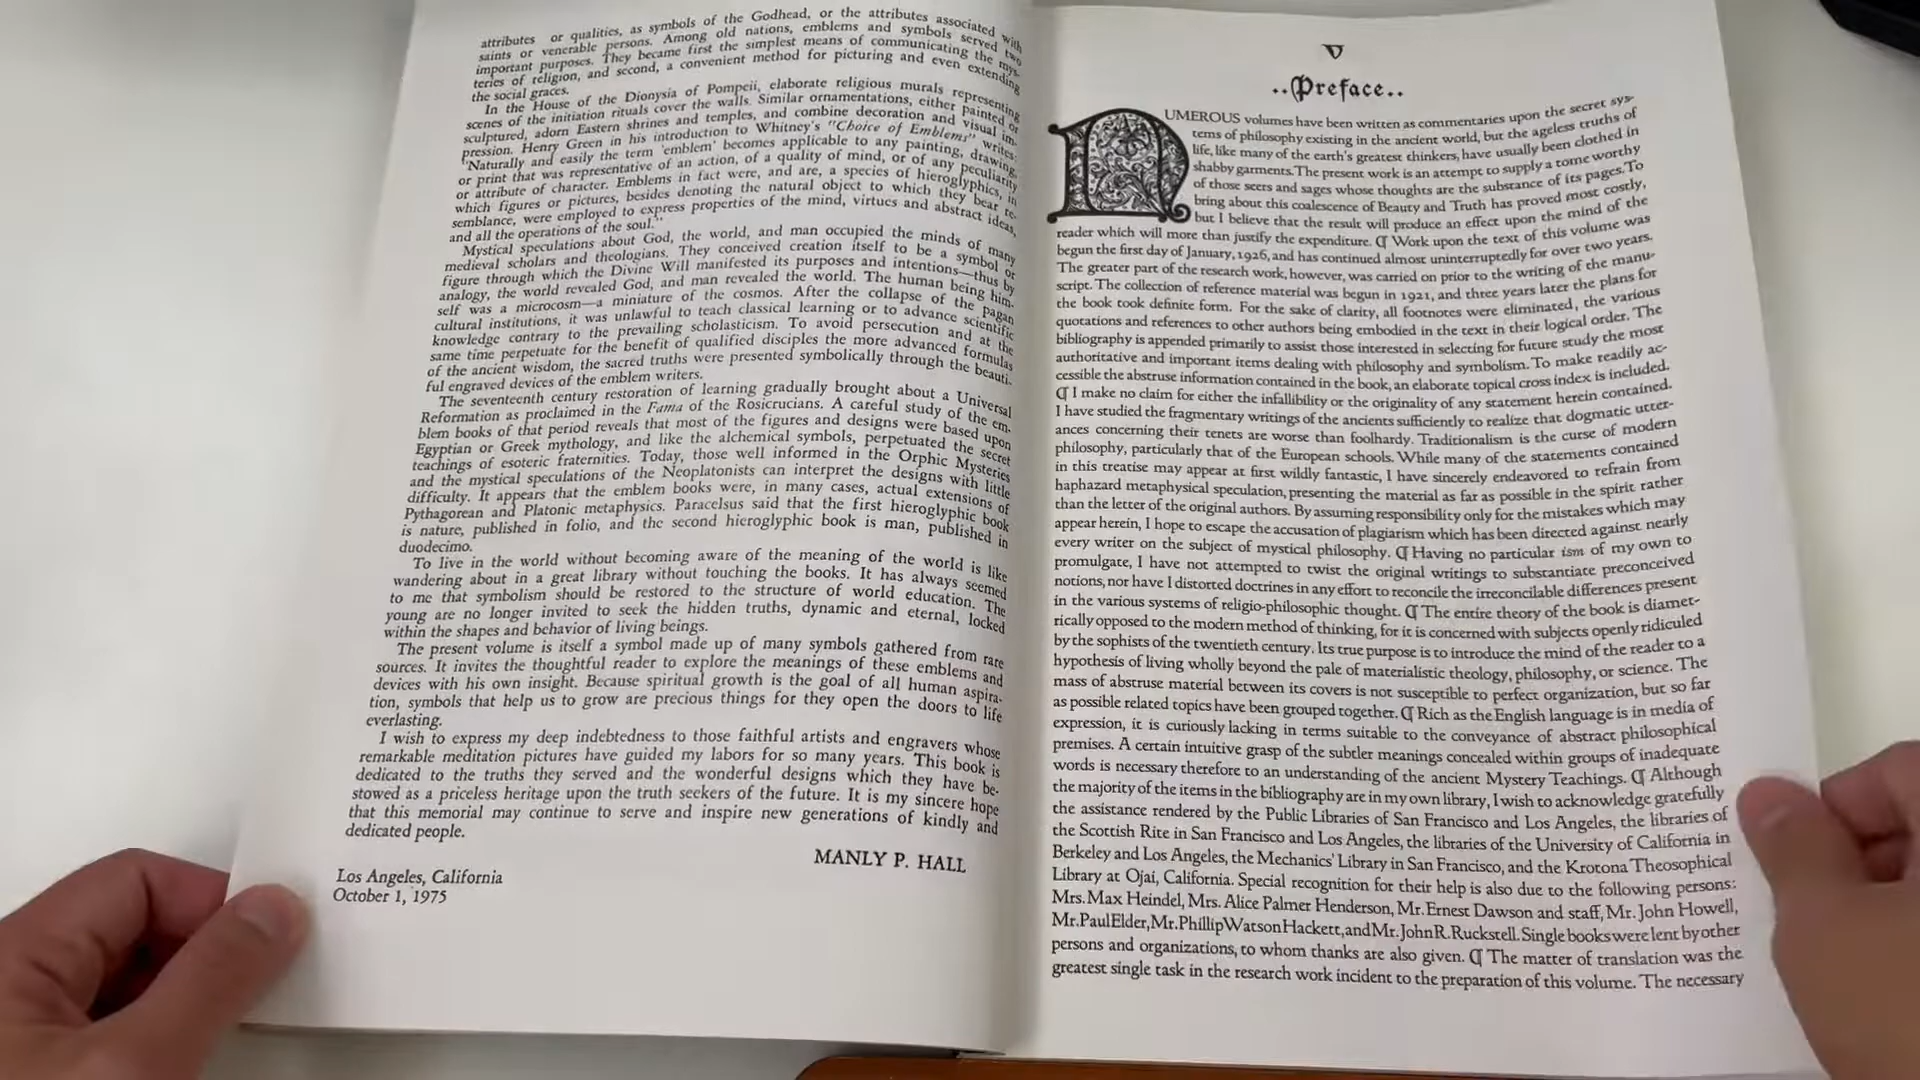 attributes or qualities, as symbols of the Godhead, or the attributes associated with
saints or venerable persons. Among old nations, emblems and symbols served two
important purposes. They became first the simplest means of communicating the mys-
teries of religion, and second, a convenient method for picturing and even extending
the social graces.
In the House of the Dionysia of Pompeii, elaborate religious murals representing
scenes of the initiation rituals cover the walls. Similar ornamentations, either painted or
sculptured, adorn Eastern shrines and temples, and combine decoration and visual im-
pression. Henry Green in his introduction to Whitney's "Choice of Emblems" writes:
"Naturally and easily the term 'emblem' becomes applicable to any painting, drawing,
or print that was representative of an action, of a quality of mind, or of any peculiarity
or attribute of character. Emblems in fact were, and are, a species of hieroglyphics, in
which figures or pictures, besides denoting the natural object to which they bear re-
semblance, were employed to express properties of the mind, virtues and abstract ideas,
and all the operations of the soul."
Mystical speculations about God, the world, and man occupied the minds of many
medieval scholars and theologians. They conceived creation itself to be a symbol or
figure through which the Divine Will manifested its purposes and intentions—thus by
analogy, the world revealed God, and man revealed the world. The human being him-
self was a microcosm—a miniature of the cosmos. After the collapse of the pagan
cultural institutions, it was unlawful to teach classical learning or to advance scientific
knowledge contrary to the prevailing scholasticism. To avoid persecution and at the
same time perpetuate for the benefit of qualified disciples the more advanced formulas
of the ancient wisdom, the sacred truths were presented symbolically through the beauti-
ful engraved devices of the emblem writers.
The seventeenth century restoration of learning gradually brought about a Universal
Reformation as proclaimed in the Fama of the Rosicrucians. A careful study of the em-
blem books of that period reveals that most of the figures and designs were based upon
Egyptian or Greek mythology, and like the alchemical symbols, perpetuated the secret
teachings of esoteric fraternities. Today, those well informed in the Orphic Mysteries
and the mystical speculations of the Neoplatonists can interpret the designs with little
difficulty. It appears that the emblem books were, in many cases, actual extensions of
Pythagorean and Platonic metaphysics. Paracelsus said that the first hieroglyphic book
is nature, published in folio, and the second hieroglyphic book is man, published in
duodecimo.
To live in the world without becoming aware of the meaning of the world is like
wandering about in a great library without touching the books. It has always seemed
to me that symbolism should be restored to the structure of world education. The
young are no longer invited to seek the hidden truths, dynamic and eternal, locked
within the shapes and behavior of living beings.
The present volume is itself a symbol made up of many symbols gathered from rare
sources. It invites the thoughtful reader to explore the meanings of these emblems and
devices with his own insight. Because spiritual growth is the goal of all human aspira-
tion, symbols that help us to grow are precious things for they open the doors to life
everlasting.
I wish to express my deep indebtedness to those faithful artists and engravers whose
remarkable meditation pictures have guided my labors for so many years. This book is
dedicated to the truths they served and the wonderful designs which they have be-
stowed as a priceless heritage upon the truth seekers of the future. It is my sincere hope
that this memorial may continue to serve and inspire new generations of kindly and
dedicated people.
MANLY P. HALL
Los Angeles, California
October 1, 1975
V
..Preface..
NUMEROUS volumes have been written as commentaries upon the secret sys-
tems of philosophy existing in the ancient world, but the ageless truths of
life, like many of the earth's greatest thinkers, have usually been clothed in
shabby garments. The present work is an attempt to supply a tome worthy
of those seers and sages whose thoughts are the substance of its pages. To
bring about this coalescence of Beauty and Truth has proved most costly,
but I believe that the result will produce an effect upon the mind of the
reader which will more than justify the expenditure. ¶ Work upon the text of this volume was
begun the first day of January, 1926, and has continued almost uninterruptedly for over two years.
The greater part of the research work, however, was carried on prior to the writing of the manu-
script. The collection of reference material was begun in 1921, and three years later the plans for
the book took definite form. For the sake of clarity, all footnotes were eliminated, the various
quotations and references to other authors being embodied in the text in their logical order. The
bibliography is appended primarily to assist those interested in selecting for future study the most
authoritative and important items dealing with philosophy and symbolism. To make readily ac-
cessible the abstruse information contained in the book, an elaborate topical cross index is included.
¶ I make no claim for either the infallibility or the originality of any statement herein contained.
I have studied the fragmentary writings of the ancients sufficiently to realize that dogmatic utter-
ances concerning their tenets are worse than foolhardy. Traditionalism is the curse of modern
philosophy, particularly that of the European schools. While many of the statements contained
in this treatise may appear at first wildly fantastic, I have sincerely endeavored to refrain from
haphazard metaphysical speculation, presenting the material as far as possible in the spirit rather
than the letter of the original authors. By assuming responsibility only for the mistakes which may
appear herein, I hope to escape the accusation of plagiarism which has been directed against nearly
every writer on the subject of mystical philosophy. ¶ Having no particular ism of my own to
promulgate, I have not attempted to twist the original writings to substantiate preconceived
notions, nor have I distorted doctrines in any effort to reconcile the irreconcilable differences present
in the various systems of religio-philosophic thought. ¶ The entire theory of the book is diamet-
rically opposed to the modern method of thinking, for it is concerned with subjects openly ridiculed
by the sophists of the twentieth century. Its true purpose is to introduce the mind of the reader to a
hypothesis of living wholly beyond the pale of materialistic theology, philosophy, or science. The
mass of abstruse material between its covers is not susceptible to perfect organization, but so far
as possible related topics have been grouped together. ¶ Rich as the English language is in media of
expression, it is curiously lacking in terms suitable to the conveyance of abstract philosophical
premises. A certain intuitive grasp of the subtler meanings concealed within groups of inadequate
words is necessary therefore to an understanding of the ancient Mystery Teachings. ¶ Although
the majority of the items in the bibliography are in my own library, I wish to acknowledge gratefully
the assistance rendered by the Public Libraries of San Francisco and Los Angeles, the libraries of
the Scottish Rite in San Francisco and Los Angeles, the libraries of the University of California in
Berkeley and Los Angeles, the Mechanics' Library in San Francisco, and the Krotona Theosophical
Library at Ojai, California. Special recognition for their help is also due to the following persons:
Mrs. Max Heindel, Mrs. Alice Palmer Henderson, Mr. Ernest Dawson and staff, Mr. John Howell,
Mr. Paul Elder, Mr. Phillip Watson Hackett, and Mr. John R. Ruckstell. Single books were lent by other
persons and organizations, to whom thanks are also given. ¶ The matter of translation was the
greatest single task in the research work incident to the preparation of this volume. The necessary